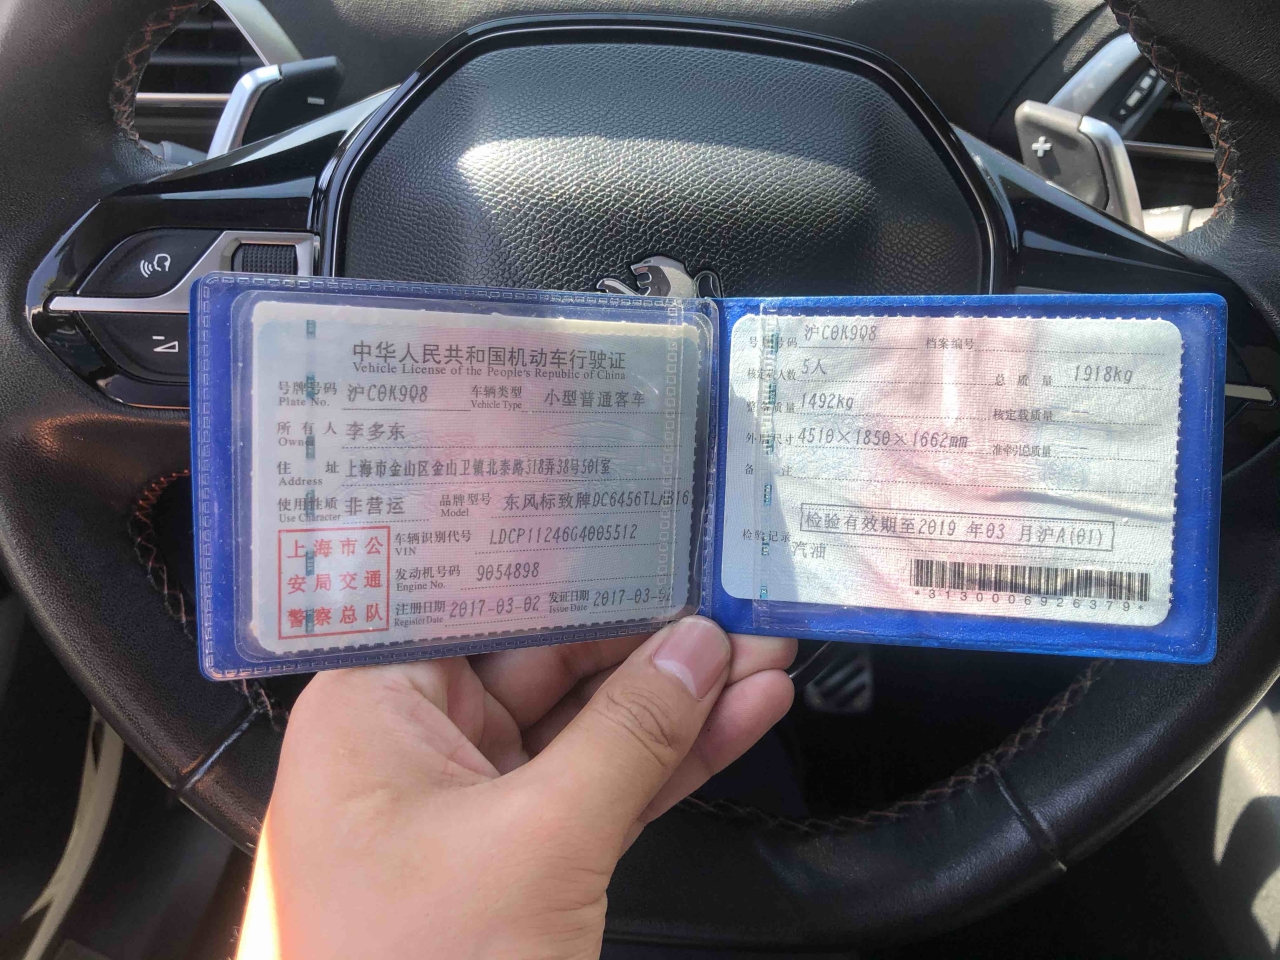 中华人民共和国机动车行驶证
Vehicle License of the People's Republic of China
号牌号码 沪C0K9Q8 车辆类型 小型普通客车
Plate No. Vehicle Type
所有人 李多东
Owner
住址 上海市金山区金山卫镇北泰路318弄38号501室
Address
使用性质 非营运 品牌型号 东风标致牌DC6456TLAB16
Use Character Model
上海市公
安局交通
警察总队
车辆识别代号 LDCP11246G4005512
VIN
发动机号码 9054898
Engine No.
注册日期 2017-03-02 发证日期 2017-03-02
Register Date Issue Date
号牌号码 沪C0K9Q8 档案编号
核定载人数 5人 总质量 1918kg
整备质量 1492kg 核定载质量 --
外廓尺寸 4510×1850×1662mm 准牵引总质量 --
备注
检验有效期至2019年03月沪A(01)
检验记录
汽油
*3130006926379*
+